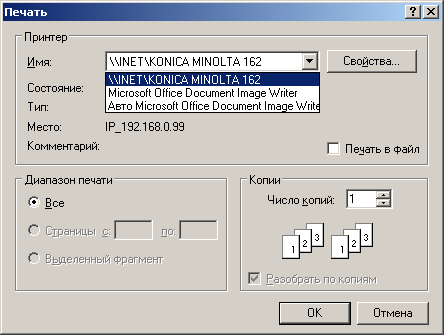 Печать
Принтер
Имя: \\INET\KONICA MINOLTA 162 Свойства...
\\INET\KONICA MINOLTA 162
Состояние: Microsoft Office Document Image Writer
Тип: Авто Microsoft Office Document Image Write
Место: IP_192.168.0.99
Комментарий: Печать в файл
Диапазон печати
Все
Страницы с: по:
Выделенный фрагмент
Копии
Число копий: 1
1 2 3 1 2 3
Разобрать по копиям
OK Отмена